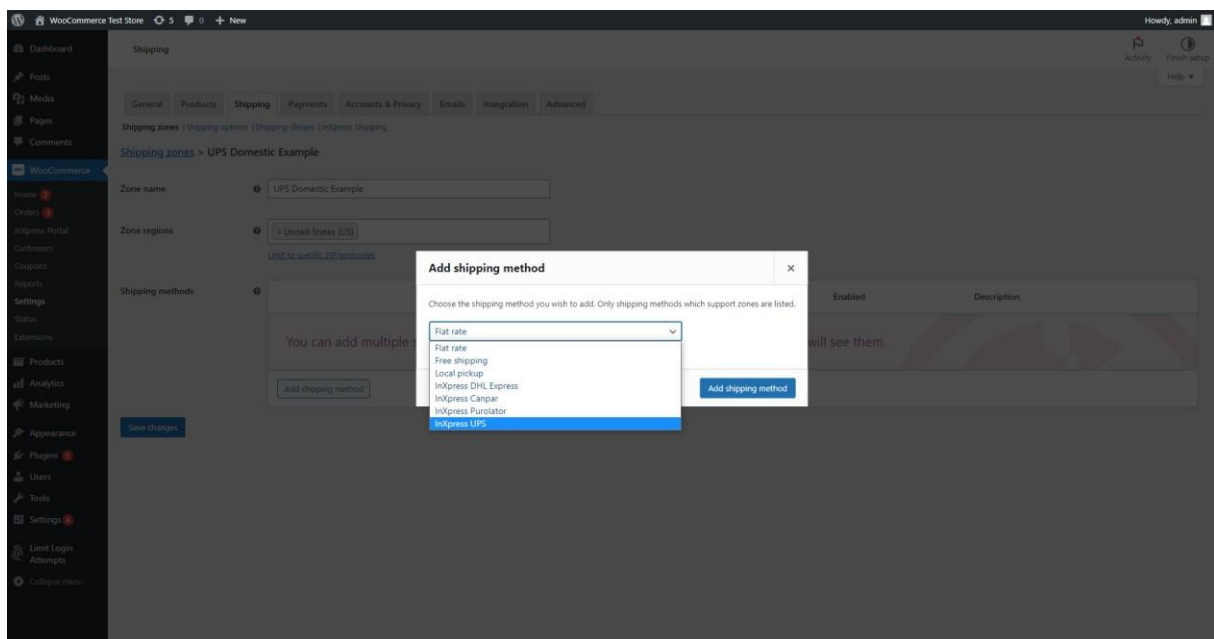 WooCommerce Test Store 5 0 + New
Howdy, admin
Dashboard
Posts
Media
Pages
Comments
WooCommerce
Home 2
Orders 3
InXpress Portal
Customers
Coupons
Reports
Settings
Status
Extensions
Products
Analytics
Marketing
Appearance
Plugins
Users
Tools
Settings
Limit Login
Attempts
Collapse menu
Shipping
Activity
Finish setup
Help
General Products Shipping Payments Accounts & Privacy Emails Integration Advanced
Shipping zones | Shipping options | Shipping classes | InXpress Shipping
Shipping zones > UPS Domestic Example
Zone name
UPS Domestic Example
Zone regions
× United States (US)
Limit to specific ZIP/postcodes
Shipping methods
Enabled Description
You can add multiple s
will see them.
Add shipping method
Save changes
Add shipping method ×
Choose the shipping method you wish to add. Only shipping methods which support zones are listed.
Flat rate
Flat rate
Free shipping
Local pickup
InXpress DHL Express
InXpress Canpar
InXpress Purolator
InXpress UPS
Add shipping method